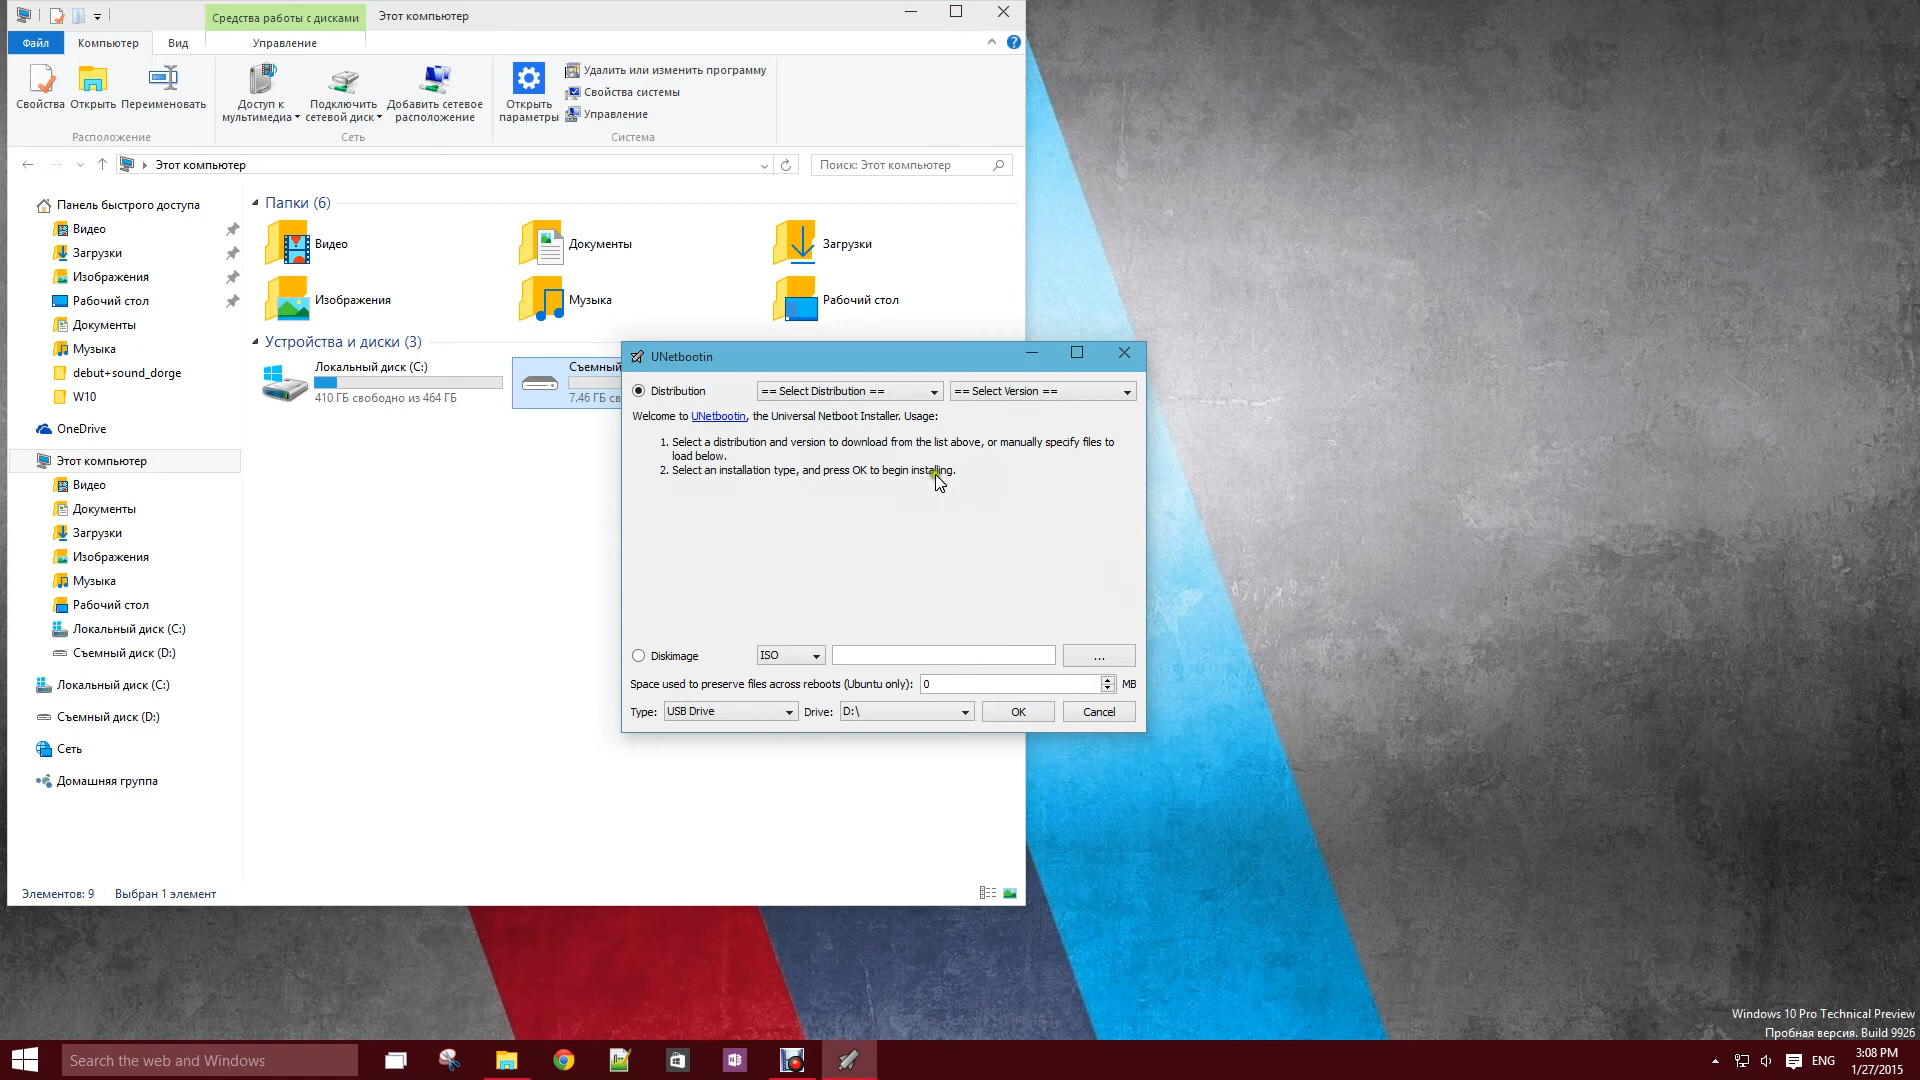 Средства работы с дисками
Этот компьютер
Файл
Компьютер
Вид
Управление
Свойства
Открыть
Переименовать
Доступ к
мультимедиа
Подключить
сетевой диск
Добавить сетевое
расположение
Открыть
параметры
Удалить или изменить программу
Свойства системы
Управление
Расположение
Сеть
Система
Этот компьютер
Поиск: Этот компьютер
Панель быстрого доступа
Видео
Загрузки
Изображения
Рабочий стол
Документы
Музыка
debut+sound_dorge
W10
OneDrive
Этот компьютер
Видео
Документы
Загрузки
Изображения
Музыка
Рабочий стол
Локальный диск (C:)
Съемный диск (D:)
Локальный диск (C:)
Съемный диск (D:)
Сеть
Домашняя группа
Папки (6)
Видео
Документы
Загрузки
Изображения
Музыка
Рабочий стол
Устройства и диски (3)
Локальный диск (C:)
410 ГБ свободно из 464 ГБ
Съемный
7.46 ГБ св
Элементов: 9
Выбран 1 элемент
UNetbootin
Distribution
== Select Distribution ==
== Select Version ==
Welcome to UNetbootin, the Universal Netboot Installer. Usage:
1. Select a distribution and version to download from the list above, or manually specify files to
load below.
2. Select an installation type, and press OK to begin installing.
Diskimage
ISO
...
Space used to preserve files across reboots (Ubuntu only):
0
MB
Type:
USB Drive
Drive:
D:\
OK
Cancel
Windows 10 Pro Technical Preview
Пробная версия. Build 9926
Search the web and Windows
ENG
3:08 PM
1/27/2015